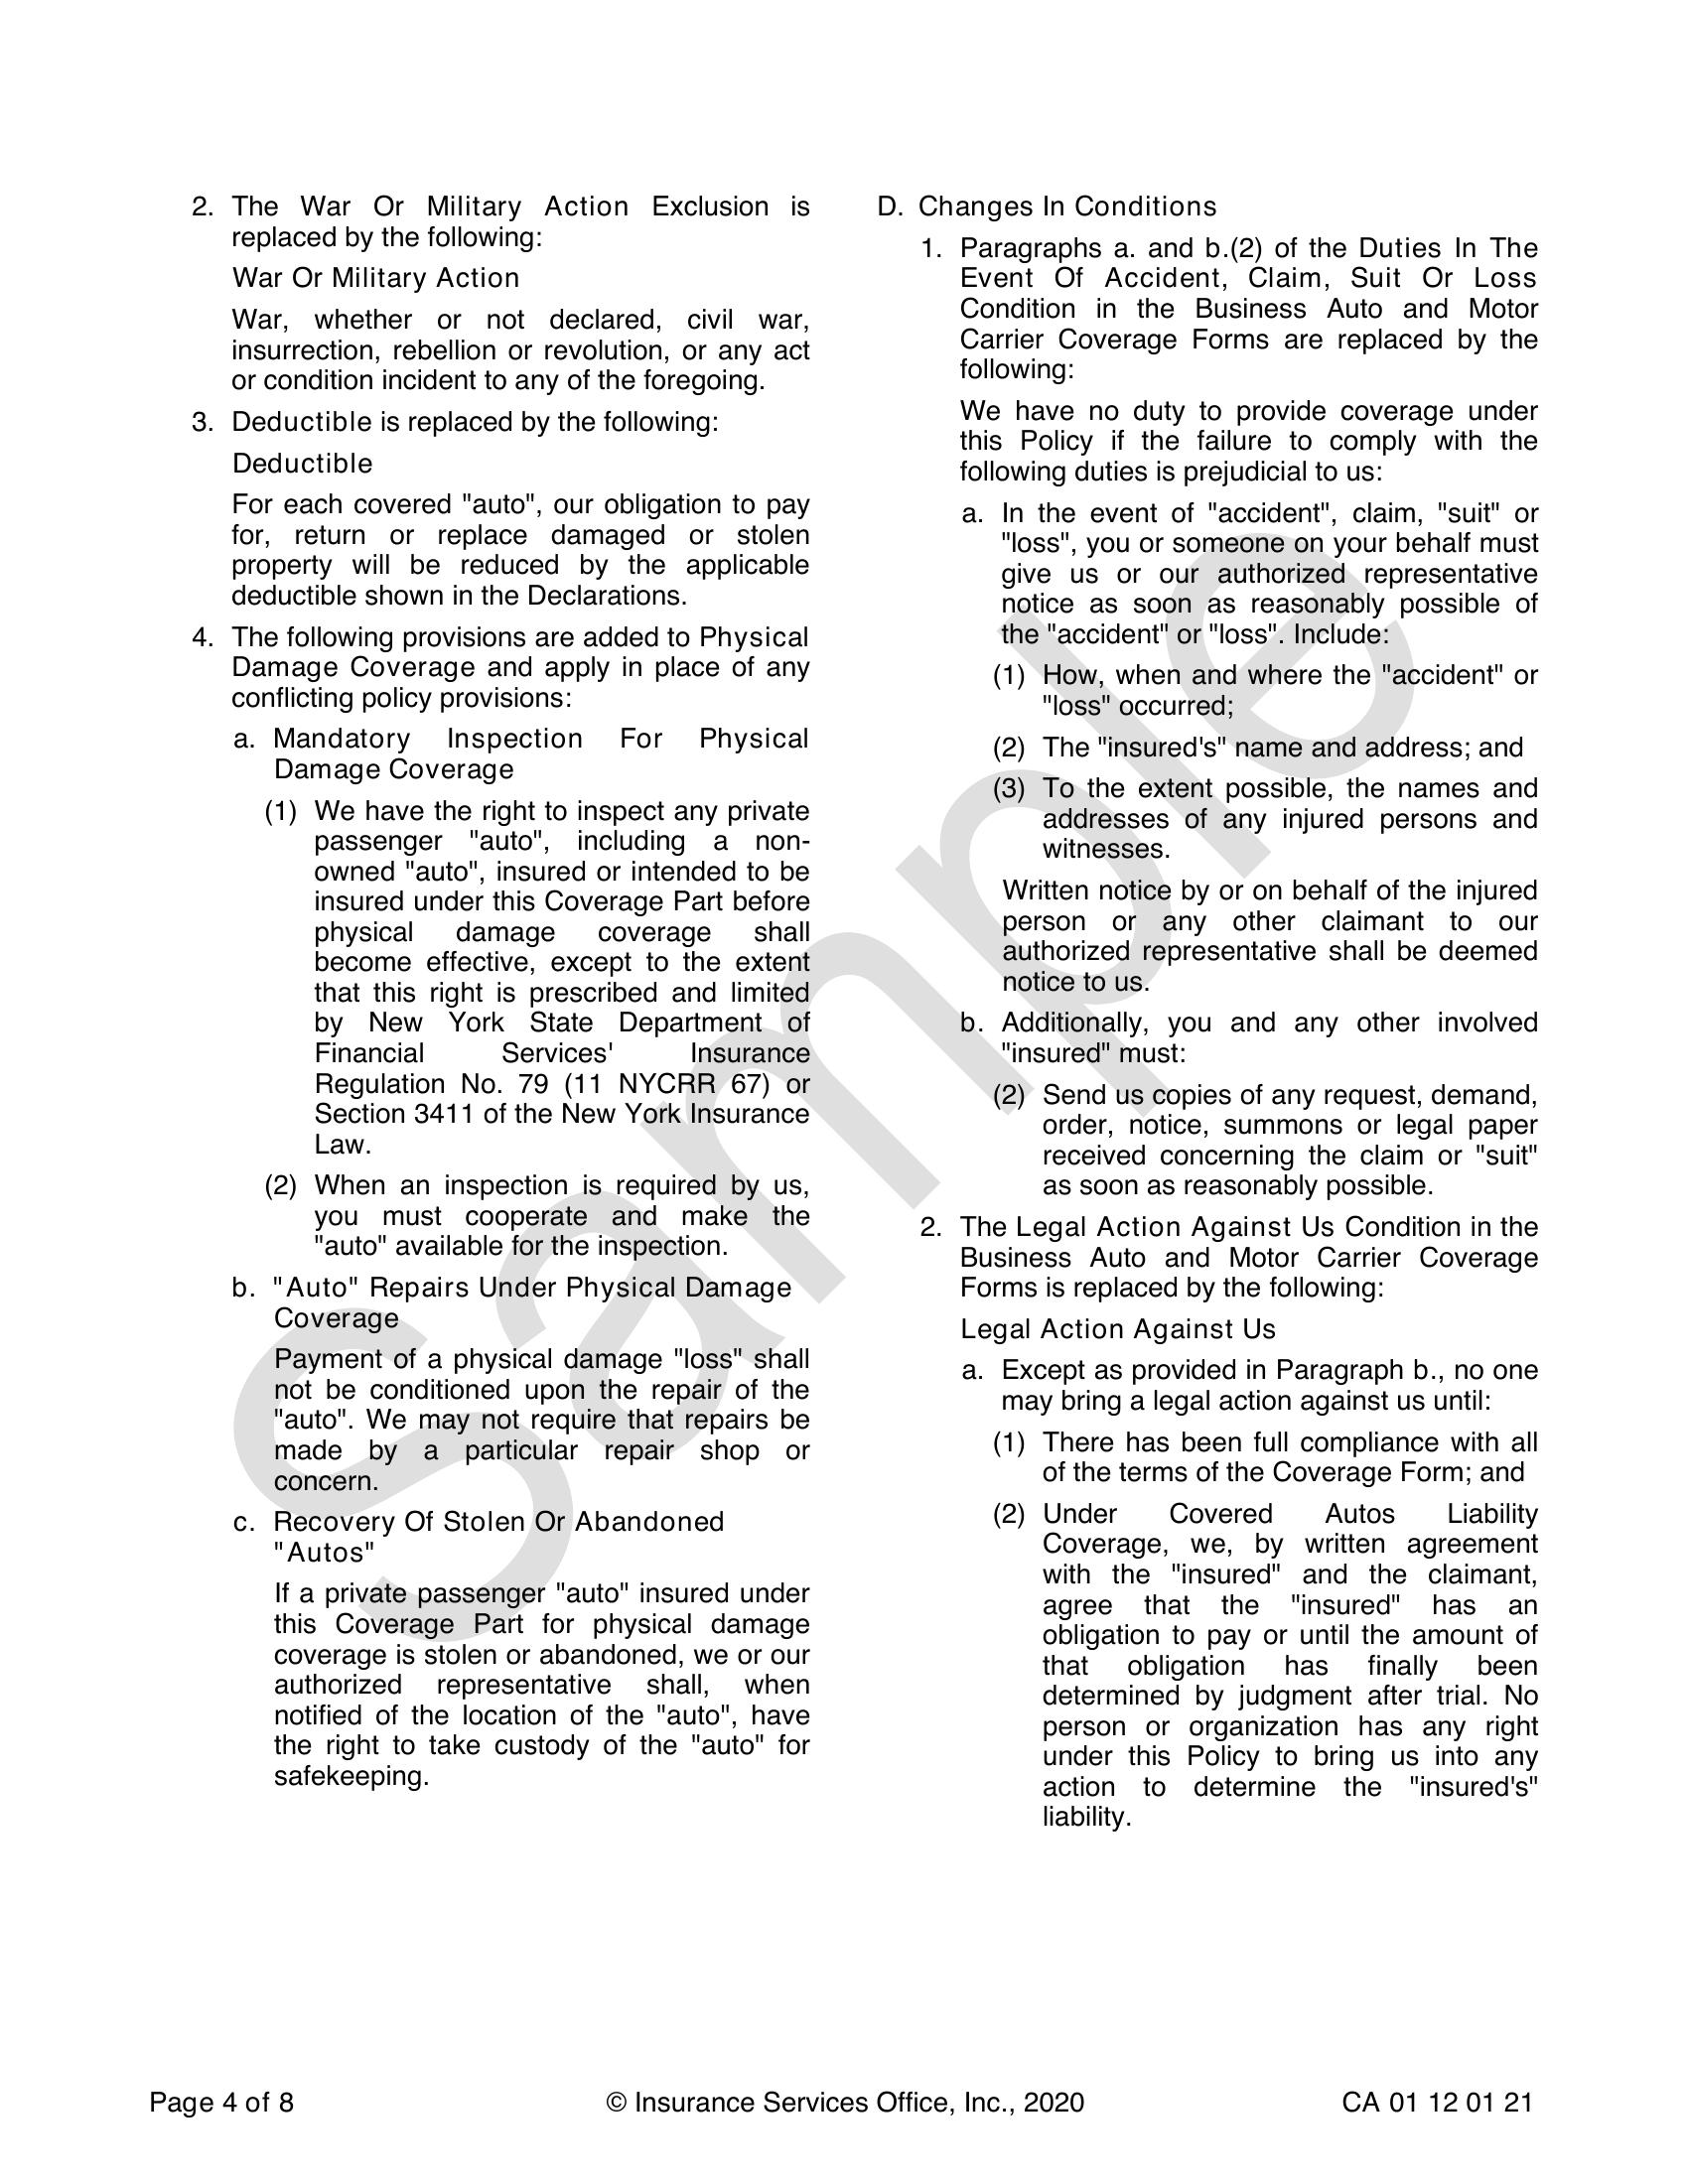 2. The War Or Military Action Exclusion is
replaced by the following:
War Or Military Action
War, whether or not declared, civil war,
insurrection, rebellion or revolution, or any act
or condition incident to any of the foregoing.
3. Deductible is replaced by the following:
Deductible
For each covered "auto", our obligation to pay
for, return or replace damaged or stolen
property will be reduced by the applicable
deductible shown in the Declarations.
4. The following provisions are added to Physical
Damage Coverage and apply in place of any
conflicting policy provisions:
a. Mandatory Inspection For Physical
Damage Coverage
(1) We have the right to inspect any private
passenger "auto", including a non-
owned "auto", insured or intended to be
insured under this Coverage Part before
physical damage coverage shall
become effective, except to the extent
that this right is prescribed and limited
by New York State Department of
Financial Services' Insurance
Regulation No. 79 (11 NYCRR 67) or
Section 3411 of the New York Insurance
Law.
(2) When an inspection is required by us,
you must cooperate and make the
"auto" available for the inspection.
b. "Auto" Repairs Under Physical Damage
Coverage
Payment of a physical damage "loss" shall
not be conditioned upon the repair of the
"auto". We may not require that repairs be
made by a particular repair shop or
concern.
c. Recovery Of Stolen Or Abandoned
"Autos"
If a private passenger "auto" insured under
this Coverage Part for physical damage
coverage is stolen or abandoned, we or our
authorized representative shall, when
notified of the location of the "auto", have
the right to take custody of the "auto" for
safekeeping.
D. Changes In Conditions
1. Paragraphs a. and b.(2) of the Duties In The
Event Of Accident, Claim, Suit Or Loss
Condition in the Business Auto and Motor
Carrier Coverage Forms are replaced by the
following:
We have no duty to provide coverage under
this Policy if the failure to comply with the
following duties is prejudicial to us:
a. In the event of "accident", claim, "suit" or
"loss", you or someone on your behalf must
give us or our authorized representative
notice as soon as reasonably possible of
the "accident" or "loss". Include:
(1) How, when and where the "accident" or
"loss" occurred;
(2) The "insured's" name and address; and
(3) To the extent possible, the names and
addresses of any injured persons and
witnesses.
Written notice by or on behalf of the injured
person or any other claimant to our
authorized representative shall be deemed
notice to us.
b. Additionally, you and any other involved
"insured" must:
(2) Send us copies of any request, demand,
order, notice, summons or legal paper
received concerning the claim or "suit"
as soon as reasonably possible.
2. The Legal Action Against Us Condition in the
Business Auto and Motor Carrier Coverage
Forms is replaced by the following:
Legal Action Against Us
a. Except as provided in Paragraph b., no one
may bring a legal action against us until:
(1) There has been full compliance with all
of the terms of the Coverage Form; and
(2) Under Covered Autos Liability
Coverage, we, by written agreement
with the "insured" and the claimant,
agree that the "insured" has an
obligation to pay or until the amount of
that obligation has finally been
determined by judgment after trial. No
person or organization has any right
under this Policy to bring us into any
action to determine the "insured's"
liability.
Sample
Page 4 of 8 © Insurance Services Office, Inc., 2020 CA 01 12 01 21